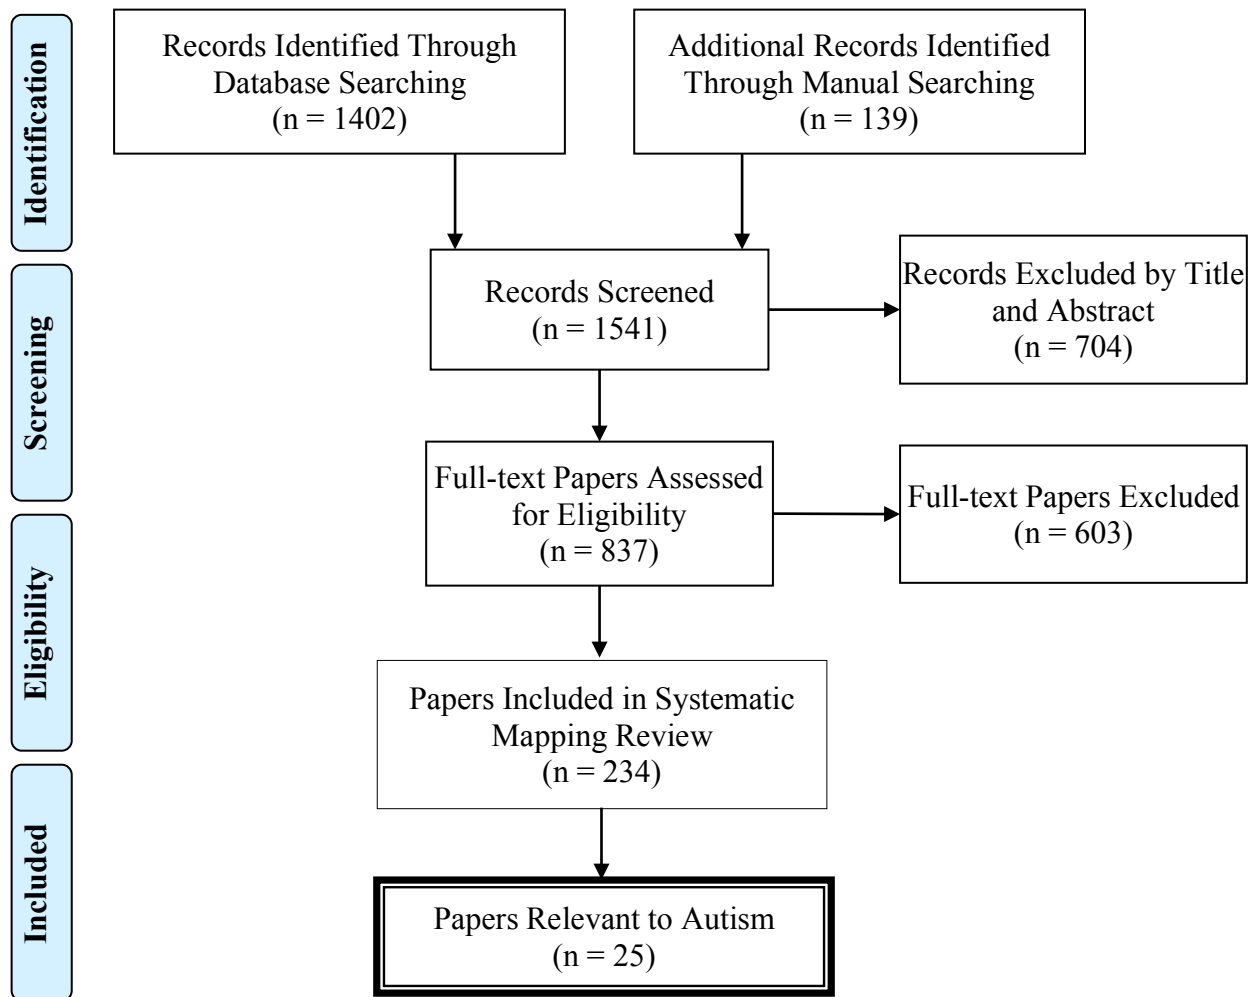 Identification
Records Identified Through
Database Searching
(n = 1402)
Additional Records Identified
Through Manual Searching
(n = 139)
Screening
Records Screened
(n = 1541)
Records Excluded by Title
and Abstract
(n = 704)
Full-text Papers Assessed
for Eligibility
(n = 837)
Full-text Papers Excluded
(n = 603)
Eligibility
Papers Included in Systematic
Mapping Review
(n = 234)
Included
Papers Relevant to Autism
(n = 25)